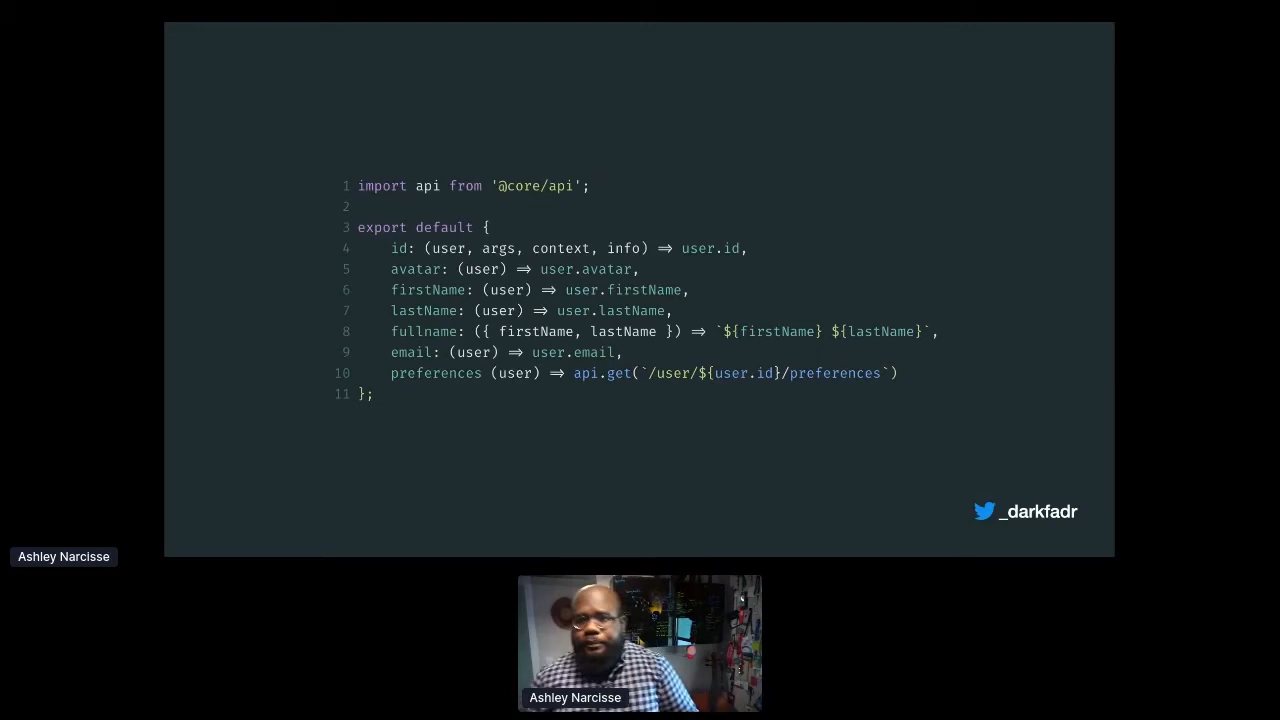 1 import api from '@core/api';
2
3 export default {
4 id: (user, args, context, info) => user.id,
5 avatar: (user) => user.avatar,
6 firstName: (user) => user.firstName,
7 lastName: (user) => user.lastName,
8 fullname: ({ firstName, lastName }) => `${firstName} ${lastName}`,
9 email: (user) => user.email,
10 preferences (user) => api.get(`/user/${user.id}/preferences`)
11 };
_darkfadr
Ashley Narcisse
Ashley Narcisse